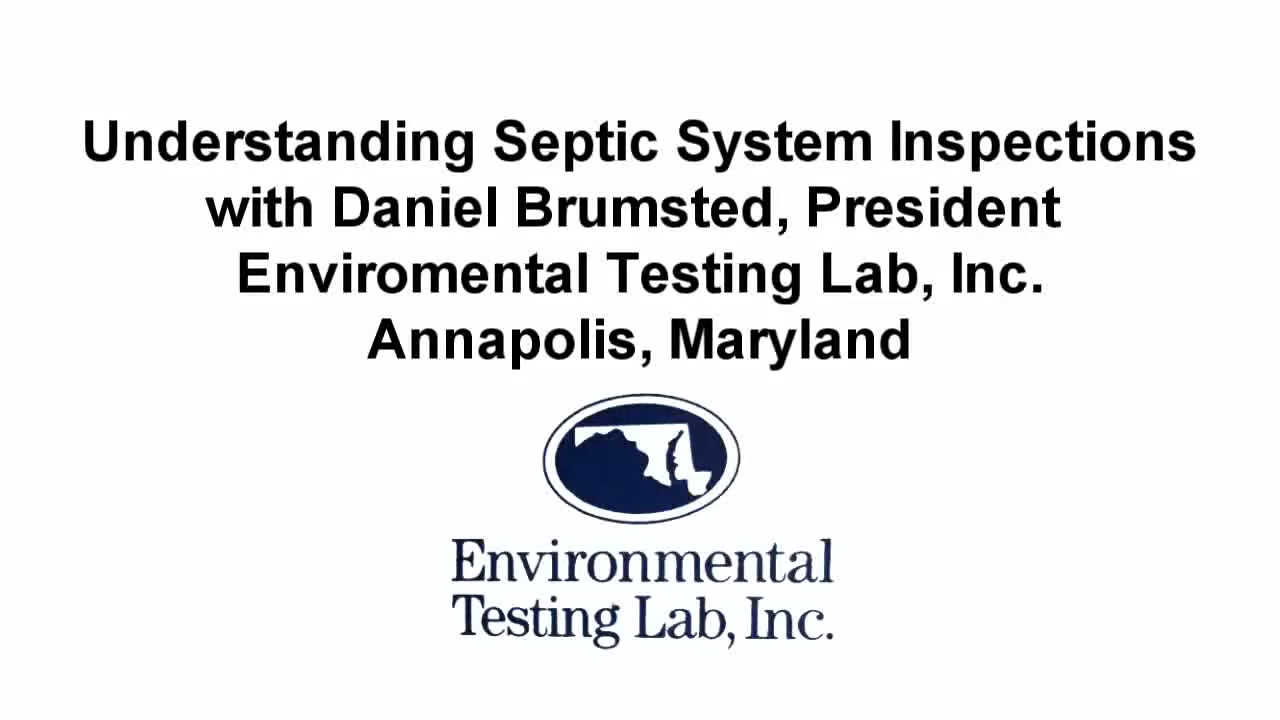 Understanding Septic System Inspections
with Daniel Brumsted, President
Enviromental Testing Lab, Inc.
Annapolis, Maryland
Environmental
Testing Lab, Inc.